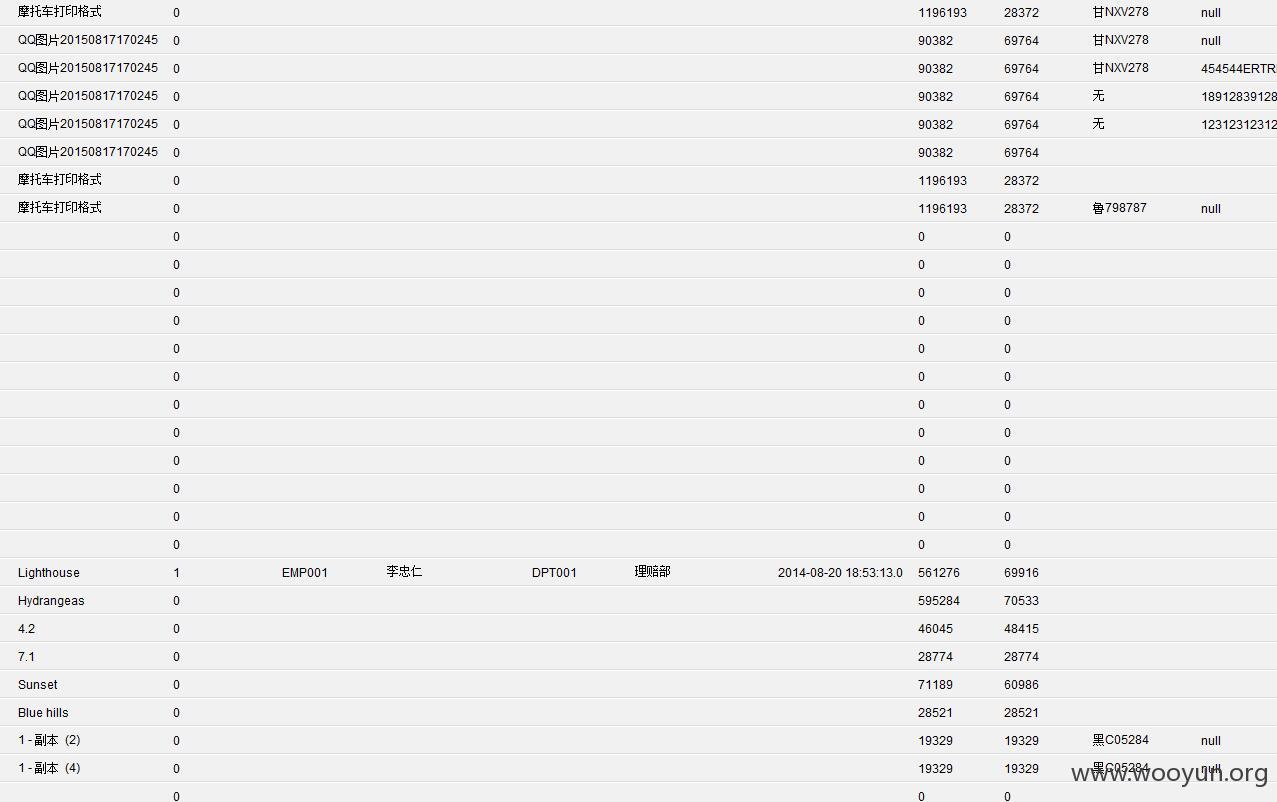 摩托车打印格式 0 1196193 28372 甘NXV278 null
QQ图片20150817170245 0 90382 69764 甘NXV278 null
QQ图片20150817170245 0 90382 69764 甘NXV278 454544ERTR
QQ图片20150817170245 0 90382 69764 无 18912839128
QQ图片20150817170245 0 90382 69764 无 12312312312
QQ图片20150817170245 0 90382 69764
摩托车打印格式 0 1196193 28372
摩托车打印格式 0 1196193 28372 鲁798787 null
0 0 0
0 0 0
0 0 0
0 0 0
0 0 0
0 0 0
0 0 0
0 0 0
0 0 0
0 0 0
0 0 0
0 0 0
Lighthouse 1 EMP001 李忠仁 DPT001 理赔部 2014-08-20 18:53:13.0 561276 69916
Hydrangeas 0 595284 70533
4.2 0 46045 48415
7.1 0 28774 28774
Sunset 0 71189 60986
Blue hills 0 28521 28521
1 - 副本 (2) 0 19329 19329 黑C05284 null
1 - 副本 (4) 0 19329 19329 黑C05284 null
www.wooyun.org
0 0 0